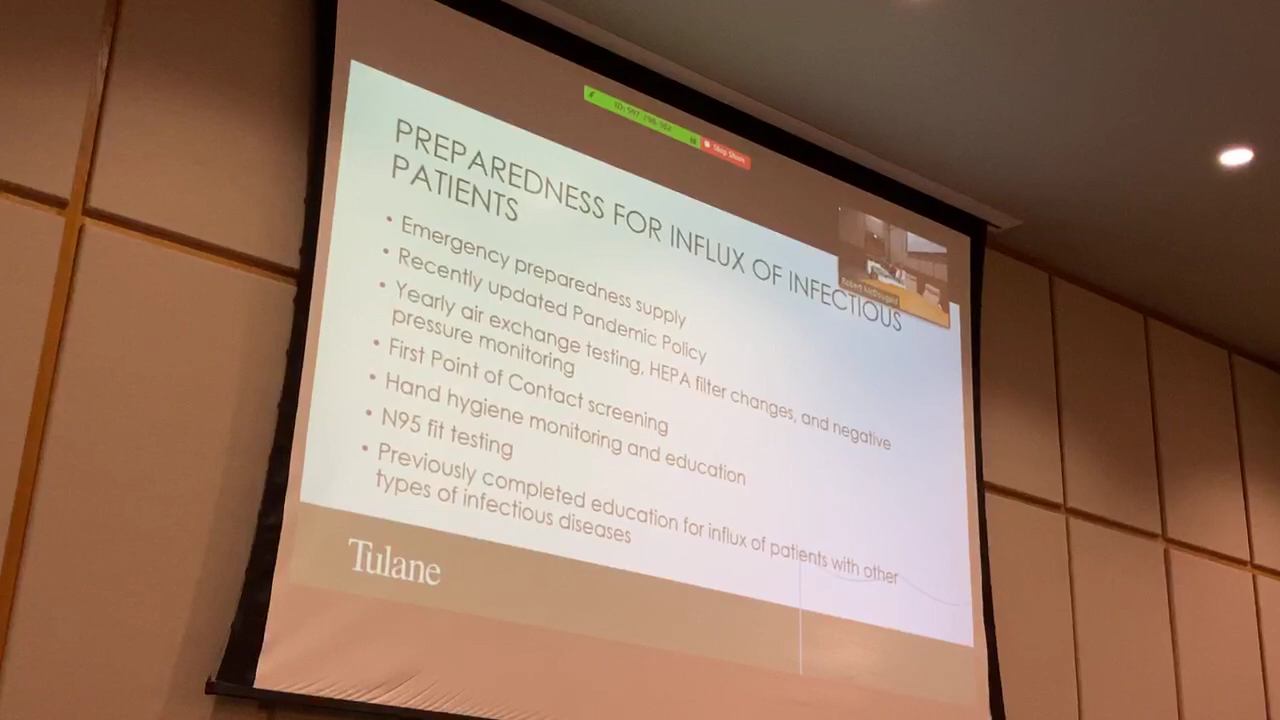 Stop Share
PREPAREDNESS FOR INFLUX OF INFECTIOUS
PATIENTS
• Emergency preparedness supply
• Recently updated Pandemic Policy
• Yearly air exchange testing, HEPA filter changes, and negative
pressure monitoring
• First Point of Contact screening
• Hand hygiene monitoring and education
• N95 fit testing
• Previously completed education for influx of patients with other
types of infectious diseases
Tulane